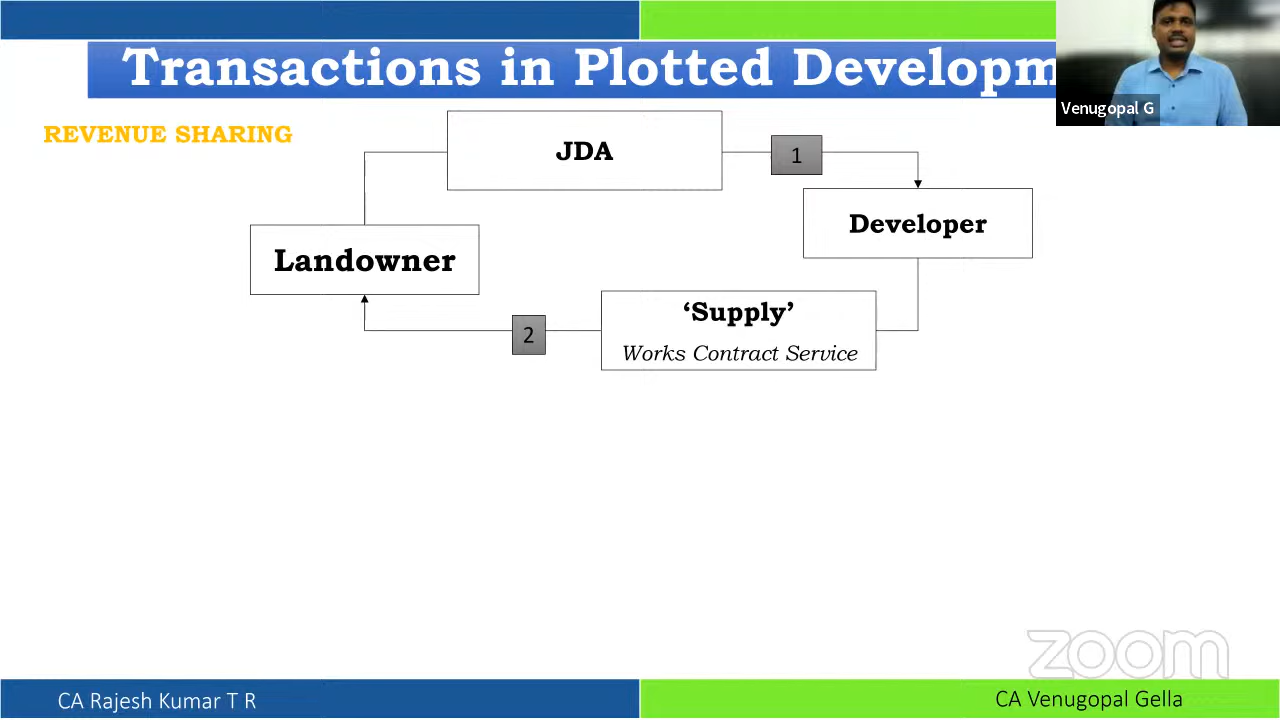 Transactions in Plotted Developm
Venugopal G
REVENUE SHARING
JDA
1
Developer
Landowner
‘Supply’
Works Contract Service
2
zoom
CA Rajesh Kumar T R
CA Venugopal Gella